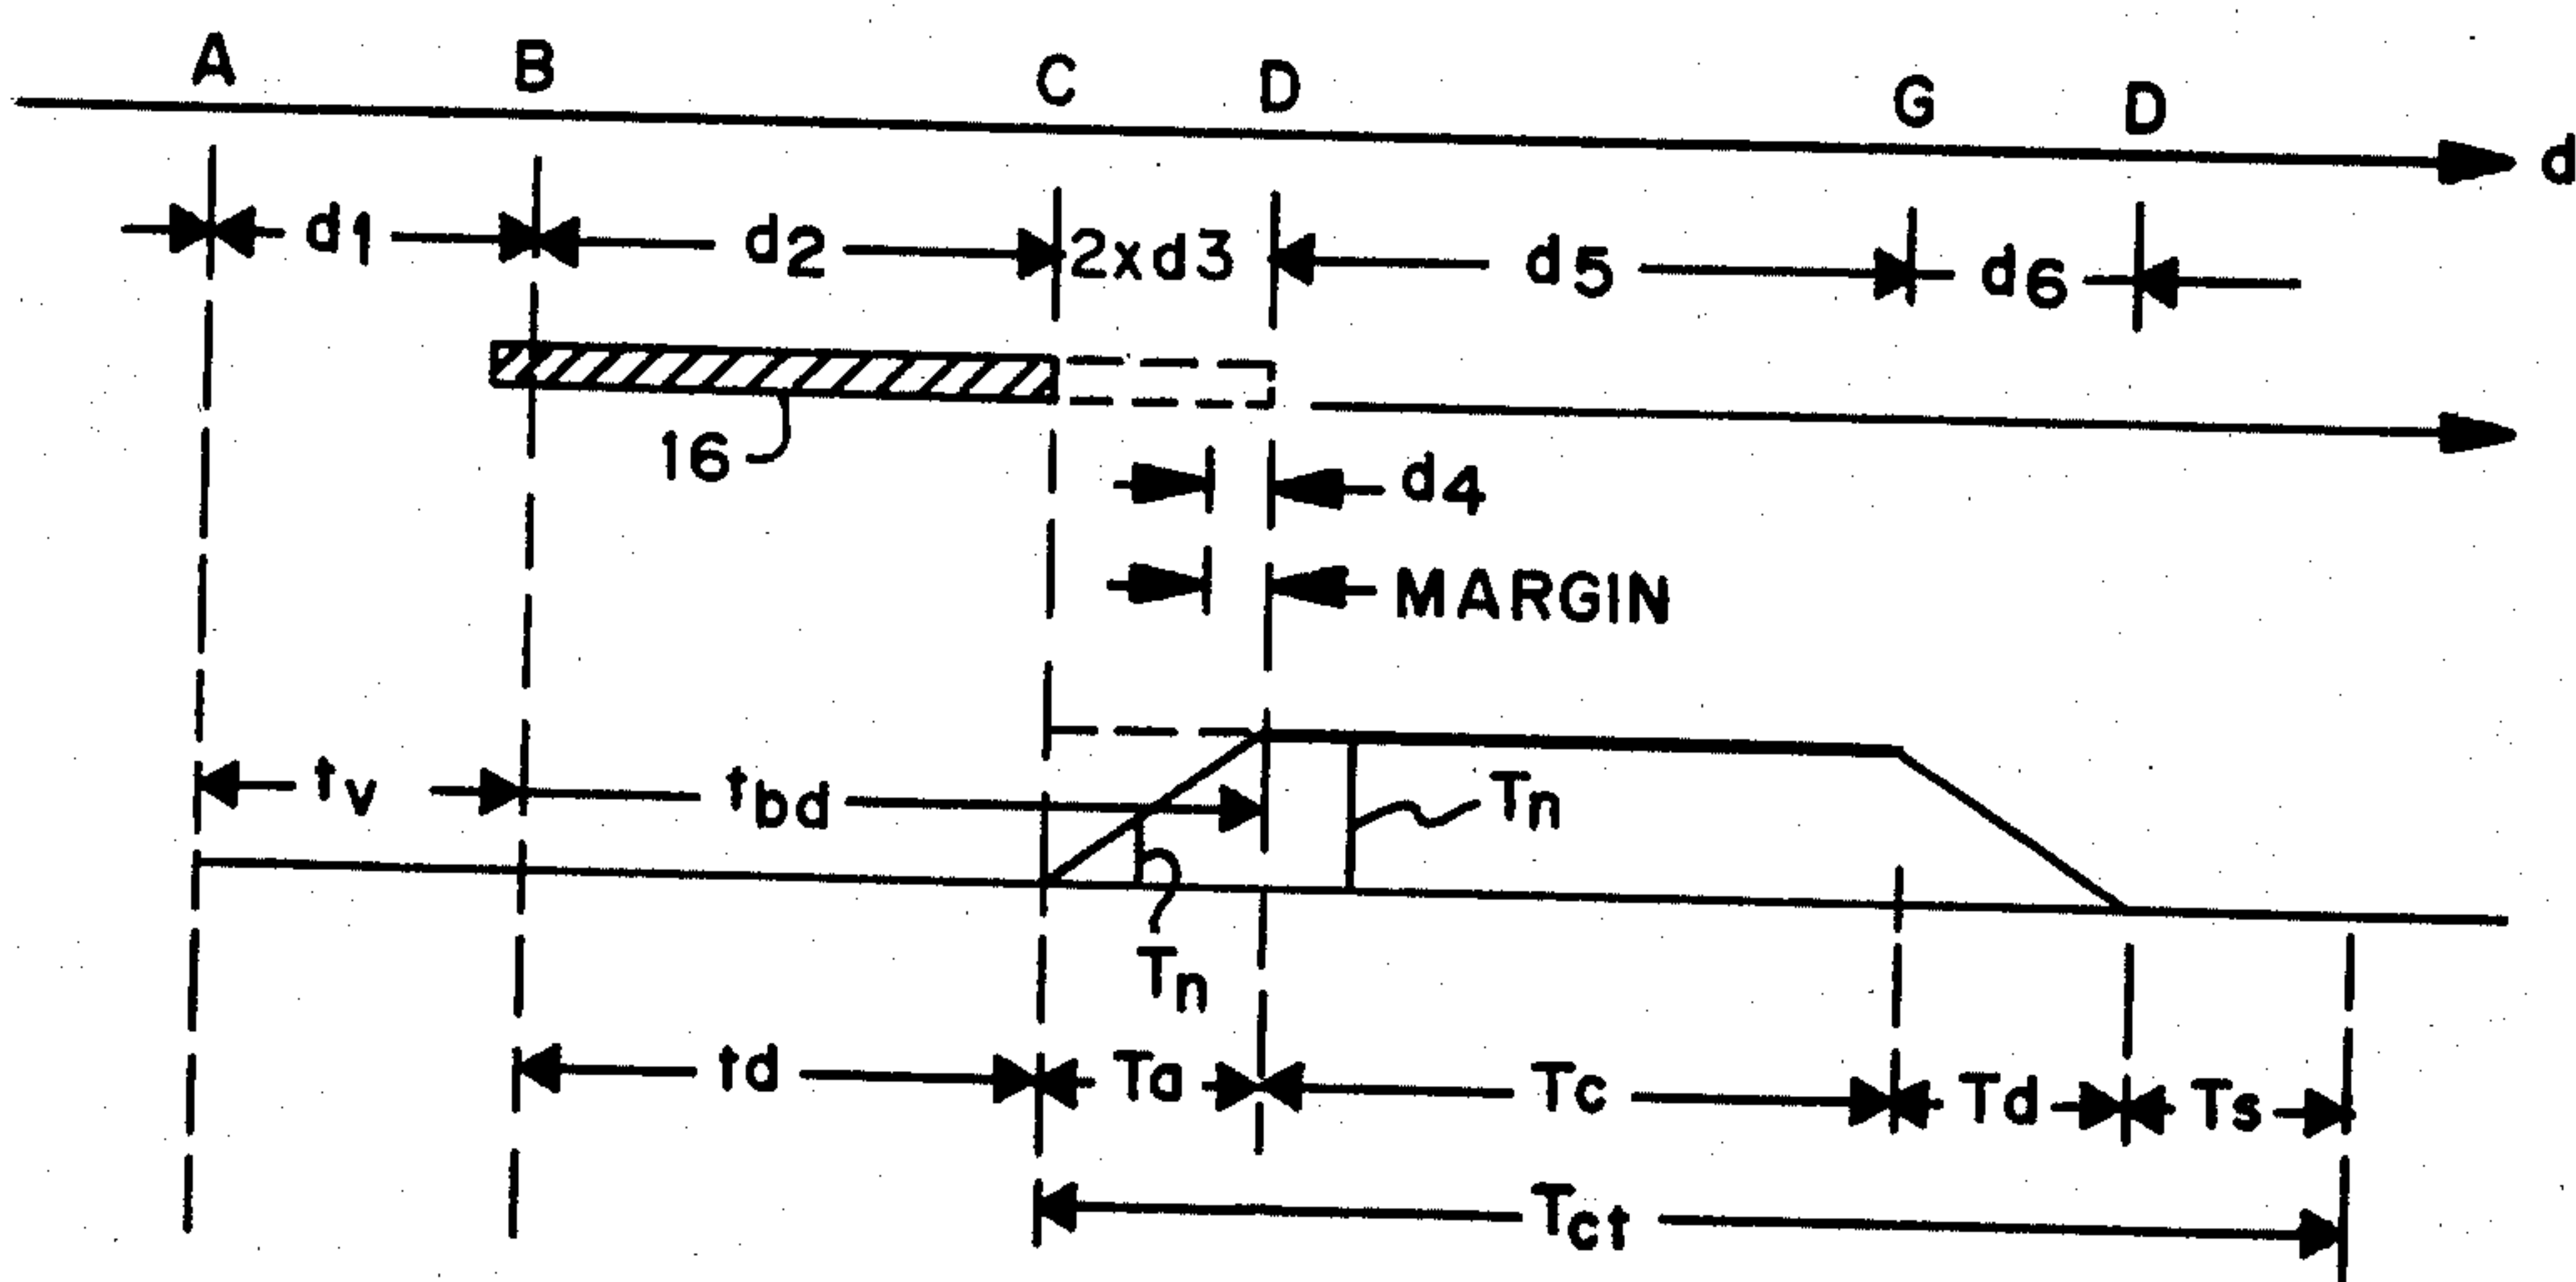 A B C D G D
d
d1 d2 2xd3 d5 d6
16
d4
MARGIN
tv tbd Tn
Tn
td Ta Tc Td Ts
Tct